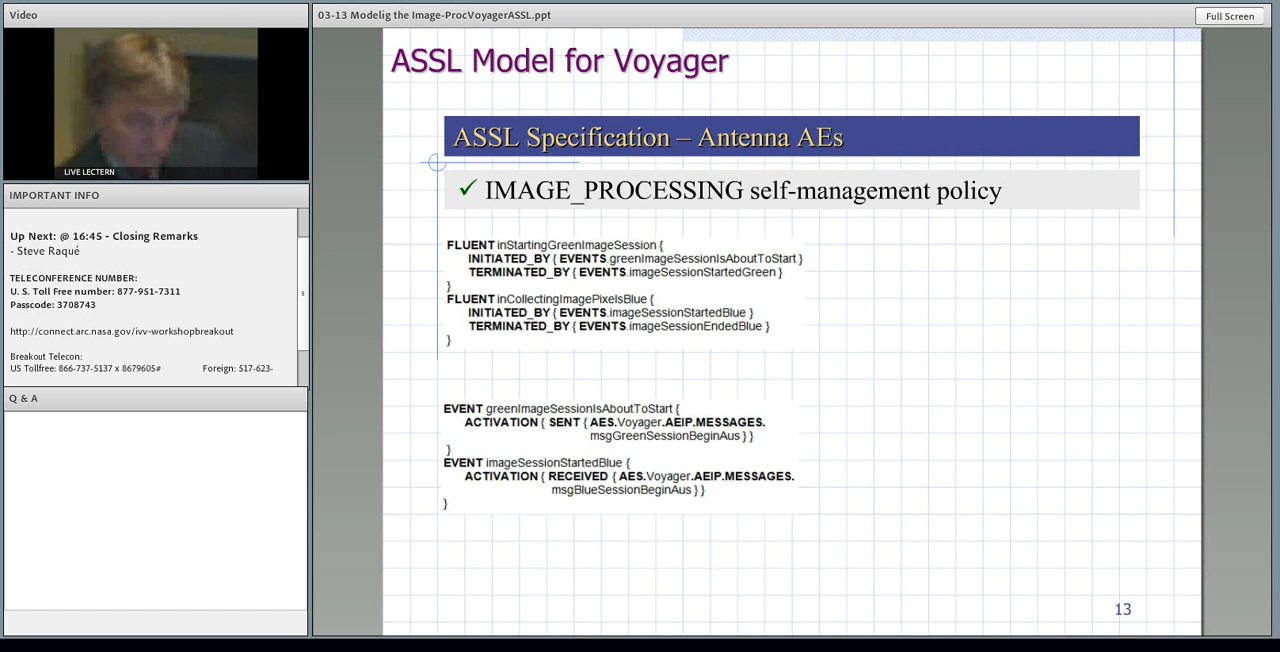 Video
03-13 Modelig the Image-ProcVoyagerASSL.ppt
Full Screen
LIVE LECTERN
IMPORTANT INFO
Up Next: @ 16:45 - Closing Remarks
- Steve Raqué
TELECONFERENCE NUMBER:
U. S. Toll Free number: 877-951-7311
Passcode: 3708743
http://connect.arc.nasa.gov/ivv-workshopbreakout
Breakout Telecon:
US Tollfree: 866-737-5137 x 8679605# Foreign: 517-623-
Q & A
ASSL Model for Voyager
ASSL Specification – Antenna AEs
✓ IMAGE_PROCESSING self-management policy
FLUENT inStartingGreenImageSession {
INITIATED_BY { EVENTS.greenImageSessionIsAboutToStart }
TERMINATED_BY { EVENTS.imageSessionStartedGreen }
}
FLUENT inCollectingImagePixelsBlue {
INITIATED_BY { EVENTS.imageSessionStartedBlue }
TERMINATED_BY { EVENTS.imageSessionEndedBlue }
}
EVENT greenImageSessionIsAboutToStart {
ACTIVATION { SENT { AES.Voyager.AEIP.MESSAGES.
msgGreenSessionBeginAus } }
}
EVENT imageSessionStartedBlue {
ACTIVATION { RECEIVED { AES.Voyager.AEIP.MESSAGES.
msgBlueSessionBeginAus } }
}
13